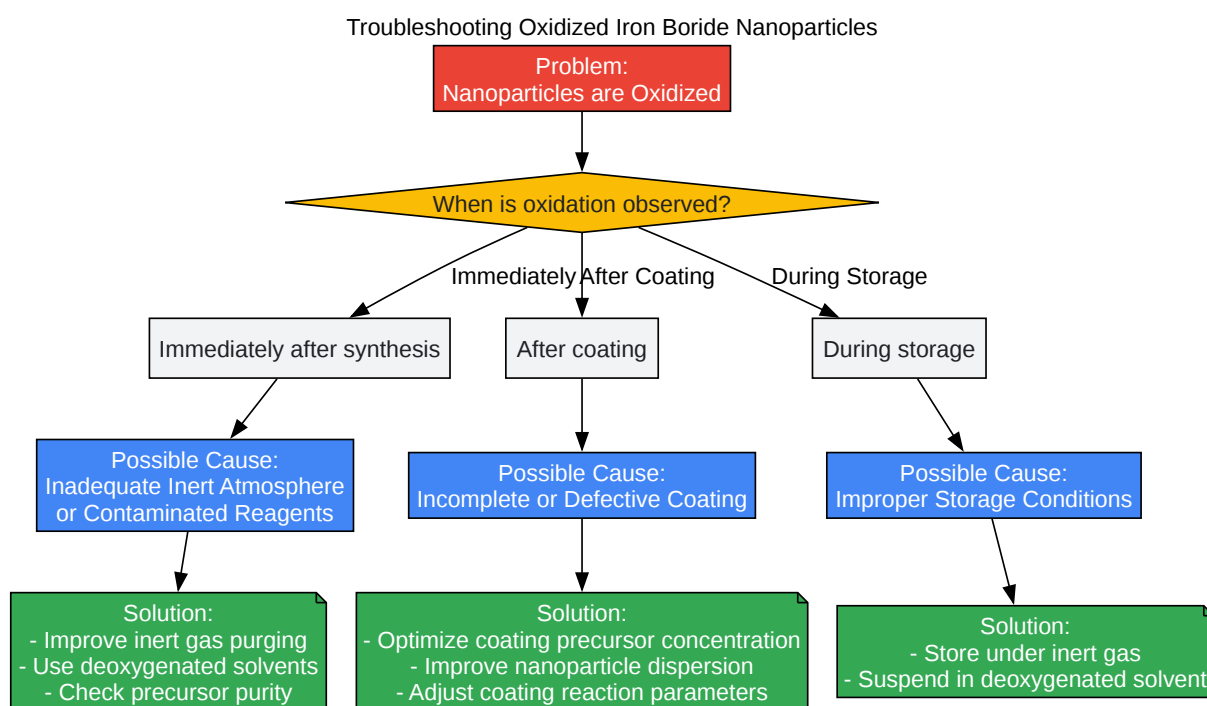 Troubleshooting Oxidized Iron Boride Nanoparticles
Problem:
Nanoparticles are Oxidized
When is oxidation observed?
Immediately
After Coating
During Storage
Immediately after synthesis
After coating
During storage
Possible Cause:
Inadequate Inert Atmosphere
or Contaminated Reagents
Possible Cause:
Incomplete or Defective Coating
Possible Cause:
Improper Storage Conditions
Solution:
- Improve inert gas purging
- Use deoxygenated solvents
- Check precursor purity
Solution:
- Optimize coating precursor concentration
- Improve nanoparticle dispersion
- Adjust coating reaction parameters
Solution:
- Store under inert gas
- Suspend in deoxygenated solvent